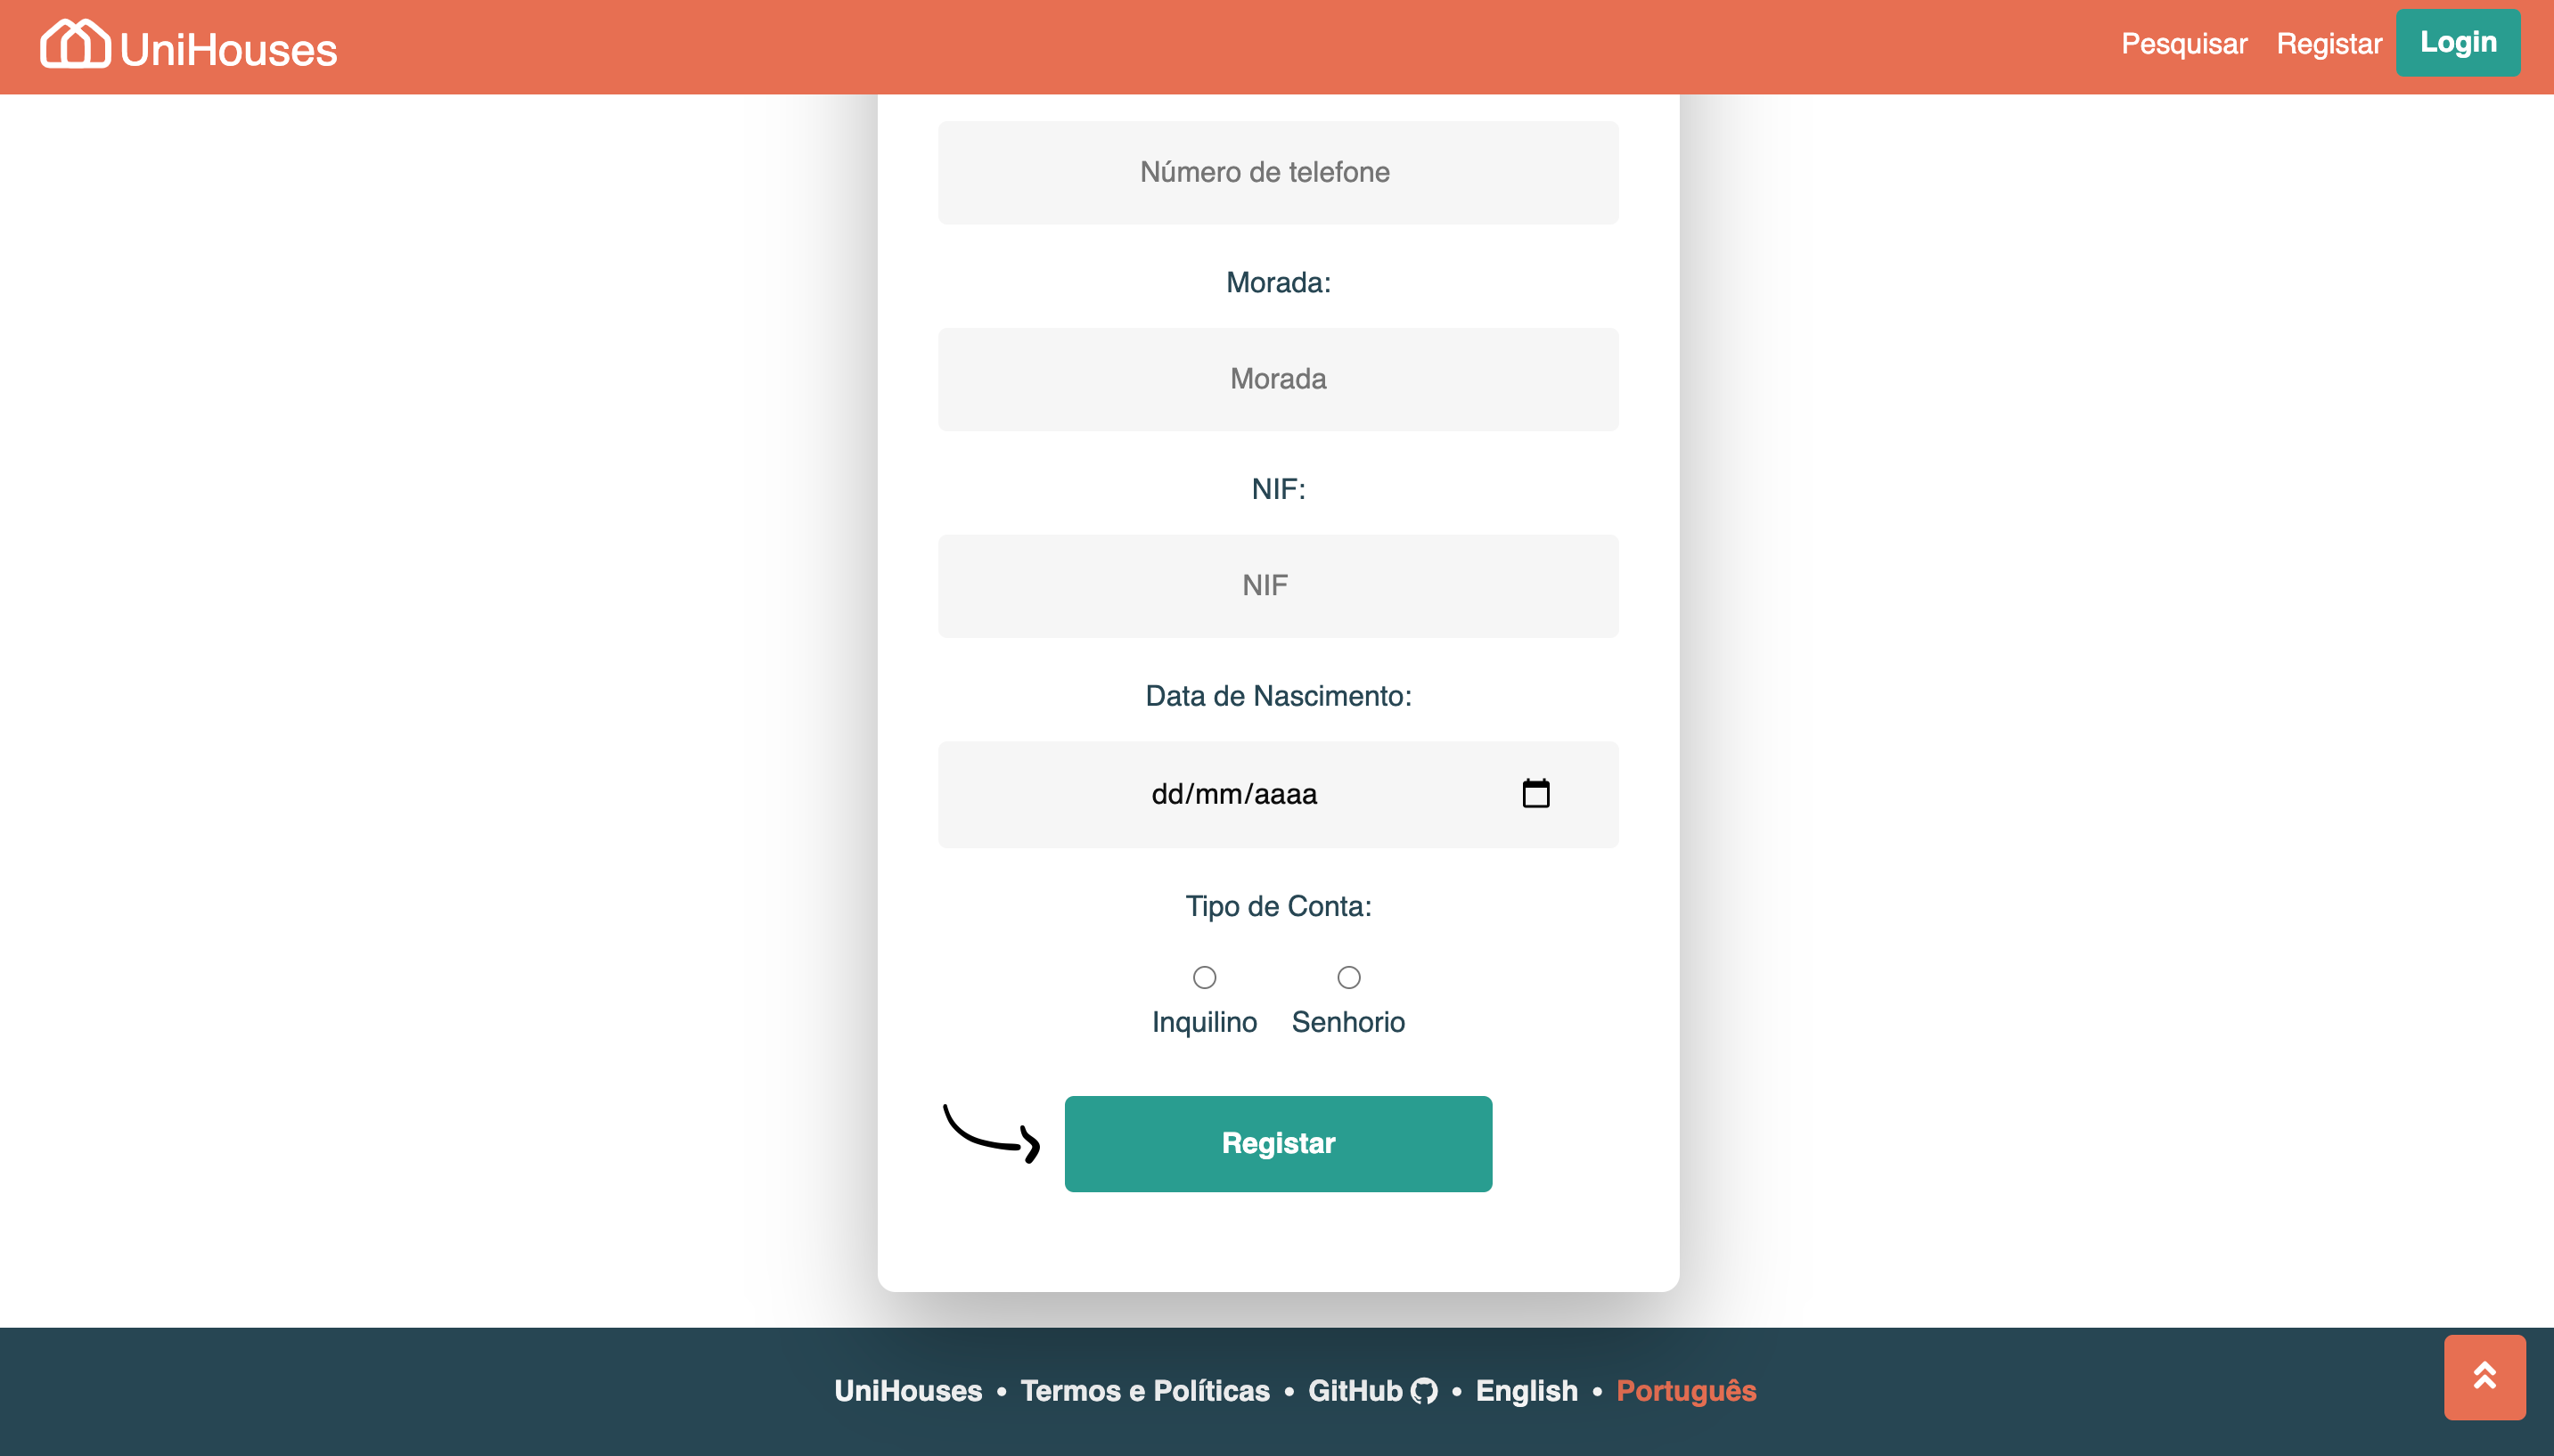 UniHouses
Pesquisar Registar Login
Número de telefone
Morada:
Morada
NIF:
NIF
Data de Nascimento:
dd/mm/aaaa
Tipo de Conta:
Inquilino Senhorio
Registar
UniHouses • Termos e Políticas • GitHub • English • Português